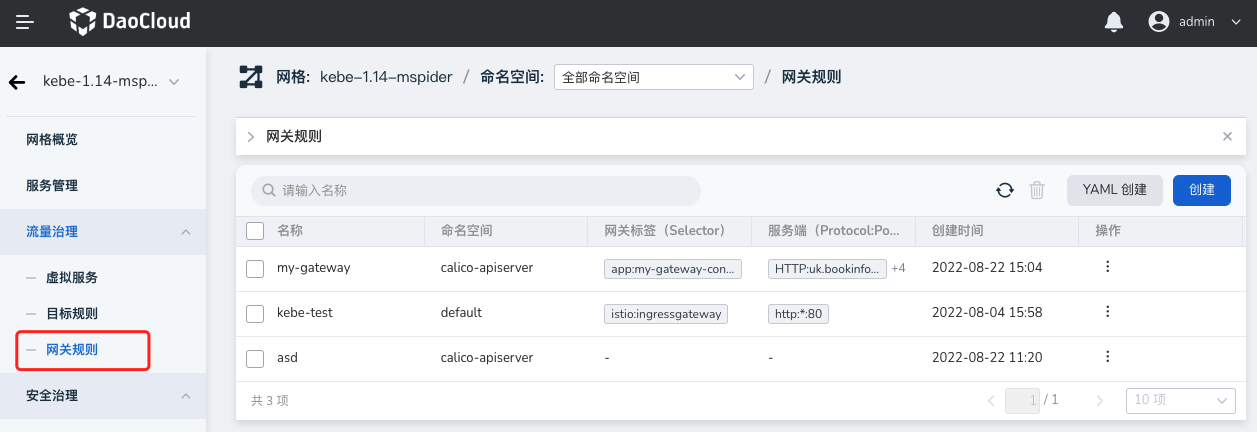 DaoCloud
admin
kebe-1.14-msp...
网格: kebe-1.14-mspider / 命名空间: 全部命名空间 / 网关规则
网格概览
服务管理
流量治理
虚拟服务
目标规则
网关规则
安全治理
网关规则
请输入名称
YAML 创建
创建
名称 命名空间 网关标签（Selector） 服务端（Protocol:Po... 创建时间 操作
my-gateway calico-apiserver app:my-gateway-con... HTTP:uk.bookinfo... +4 2022-08-22 15:04
kebe-test default istio:ingressgateway http:*:80 2022-08-04 15:58
asd calico-apiserver - - 2022-08-22 11:20
共 3 项
1 / 1
10 项